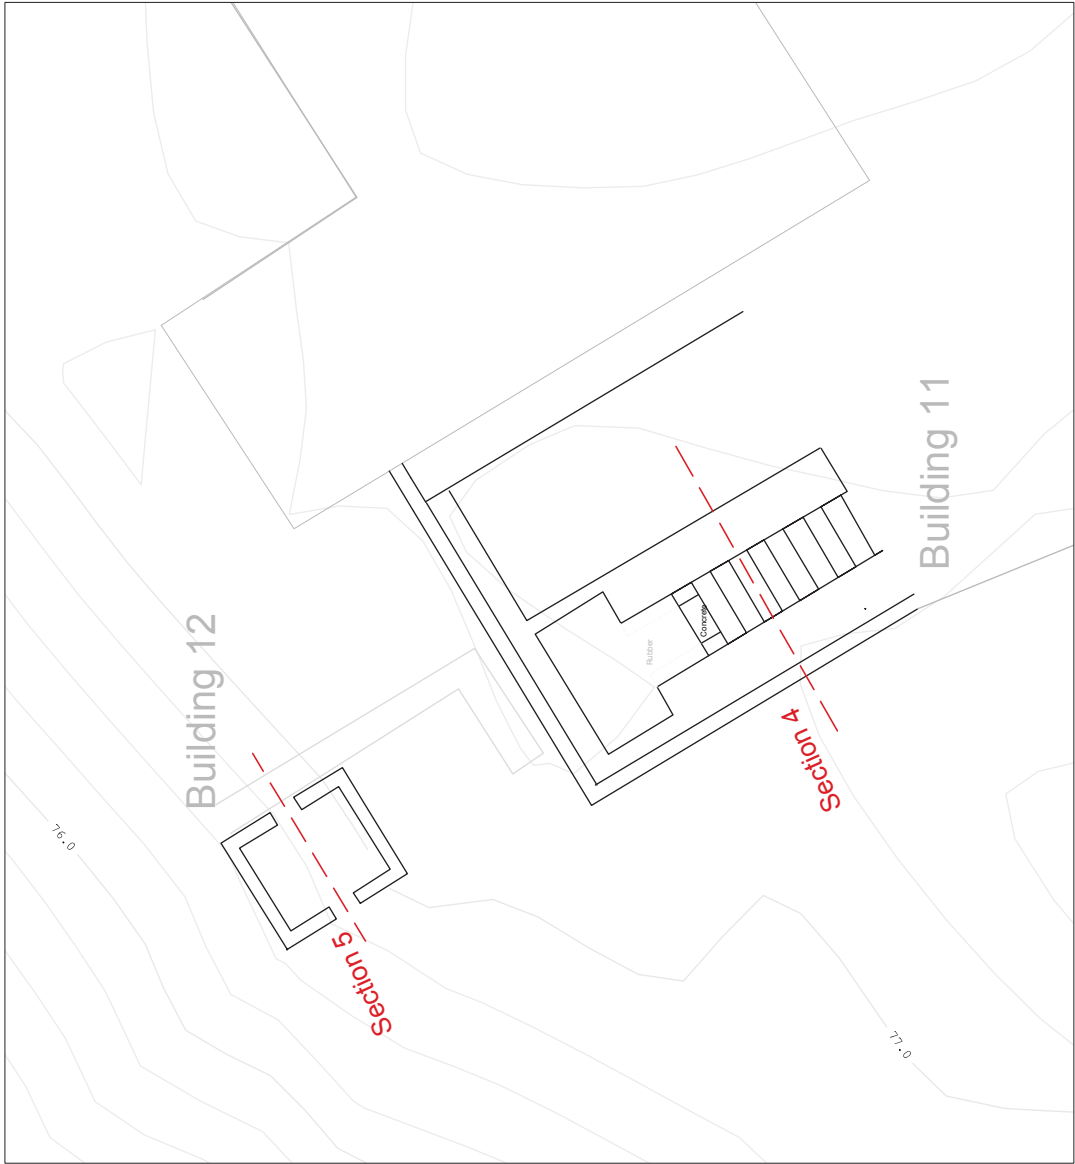 Building 11
Concrete
Rubber
Building 12
Section 4
76.0
Section 5
77.0